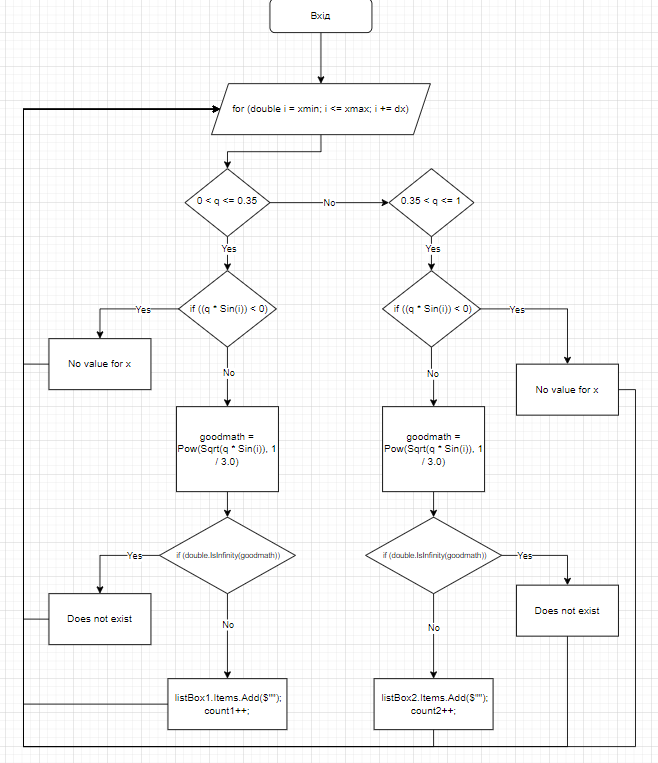 Вхід
for (double i = xmin; i <= xmax; i += dx)
0 < q <= 0.35
No
0.35 < q <= 1
Yes
Yes
if ((q * Sin(i)) < 0)
Yes
if ((q * Sin(i)) < 0)
Yes
No value for x
No
No
No value for x
goodmath =
Pow(Sqrt(q * Sin(i)), 1
/ 3.0)
goodmath =
Pow(Sqrt(q * Sin(i)), 1
/ 3.0)
if (double.IsInfinity(goodmath))
Yes
if (double.IsInfinity(goodmath))
Yes
Does not exist
No
No
Does not exist
listBox1.Items.Add($"");
count1++;
listBox2.Items.Add($"");
count2++;